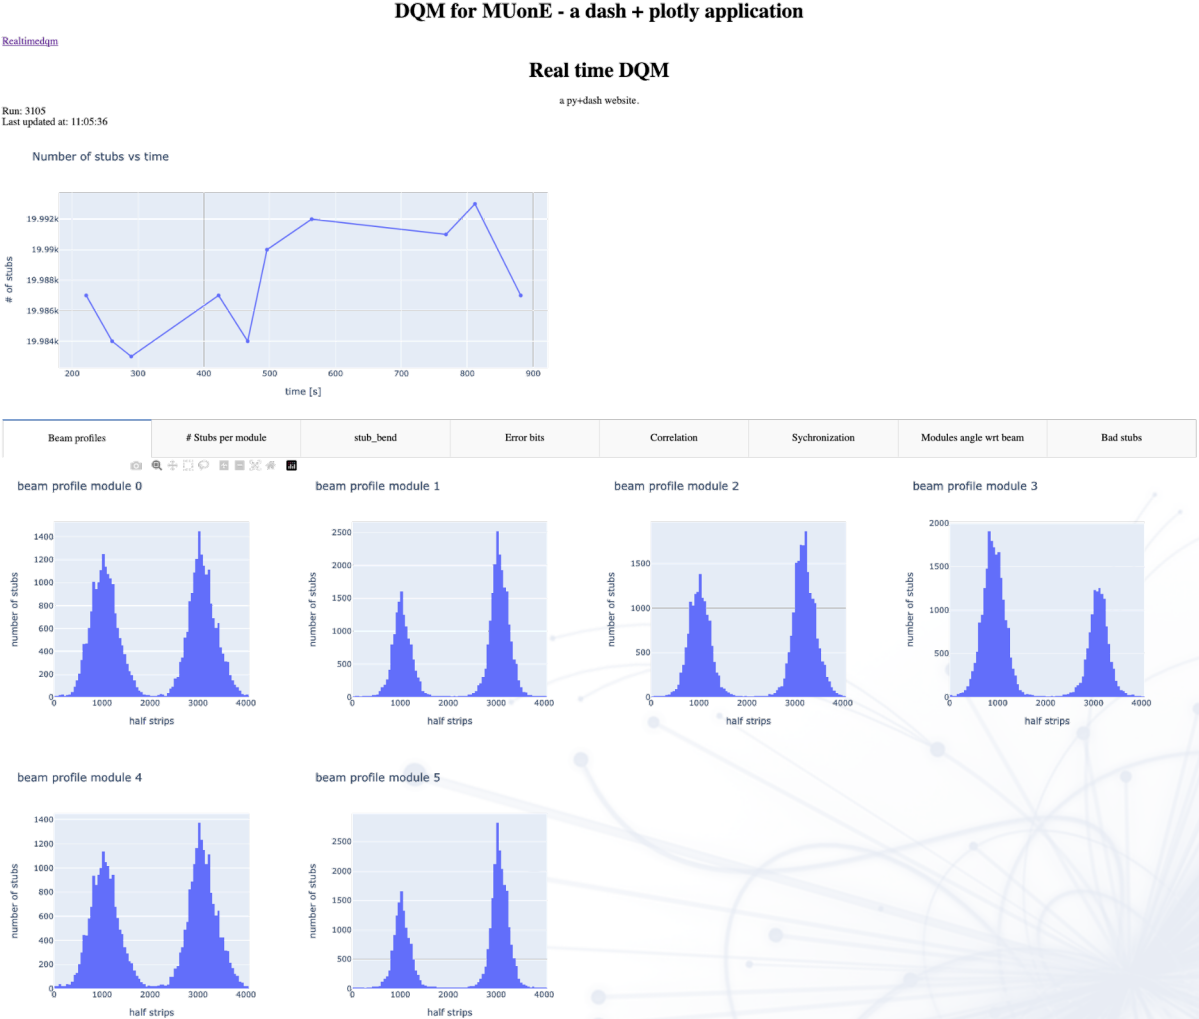 DQM for MUonE - a dash + plotly application
Realtimedqm
Real time DQM
a py+dash website.
Run: 3105
Last updated at: 11:05:36
Number of stubs vs time
19.992k
19.99k
19.988k
19.986k
19.984k
# of stubs
200 300 400 500 600 700 800 900
time [s]
Beam profiles # Stubs per module stub_bend Error bits Correlation Sychronization Modules angle wrt beam Bad stubs
beam profile module 0
1400
1200
1000
800
600
400
200
0
number of stubs
0 1000 2000 3000 4000
half strips
beam profile module 1
2500
2000
1500
1000
500
0
number of stubs
0 1000 2000 3000 4000
half strips
beam profile module 2
1500
1000
500
0
number of stubs
0 1000 2000 3000 4000
half strips
beam profile module 3
2000
1500
1000
500
0
number of stubs
0 1000 2000 3000 4000
half strips
beam profile module 4
1400
1200
1000
800
600
400
200
0
number of stubs
0 1000 2000 3000 4000
half strips
beam profile module 5
2500
2000
1500
1000
500
0
number of stubs
0 1000 2000 3000 4000
half strips